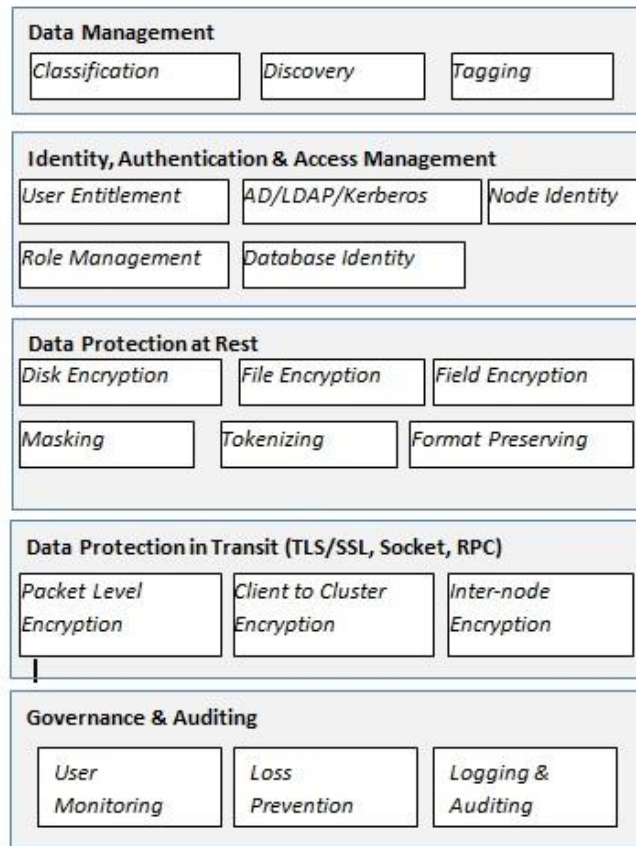 Data Management
Classification Discovery Tagging
Identity, Authentication & Access Management
User Entitlement AD/LDAP/Kerberos Node Identity
Role Management Database Identity
Data Protection at Rest
Disk Encryption File Encryption Field Encryption
Masking Tokenizing Format Preserving
Data Protection in Transit (TLS/SSL, Socket, RPC)
Packet Level
Encryption
Client to Cluster
Encryption
Inter-node
Encryption
Governance & Auditing
User
Monitoring
Loss
Prevention
Logging &
Auditing